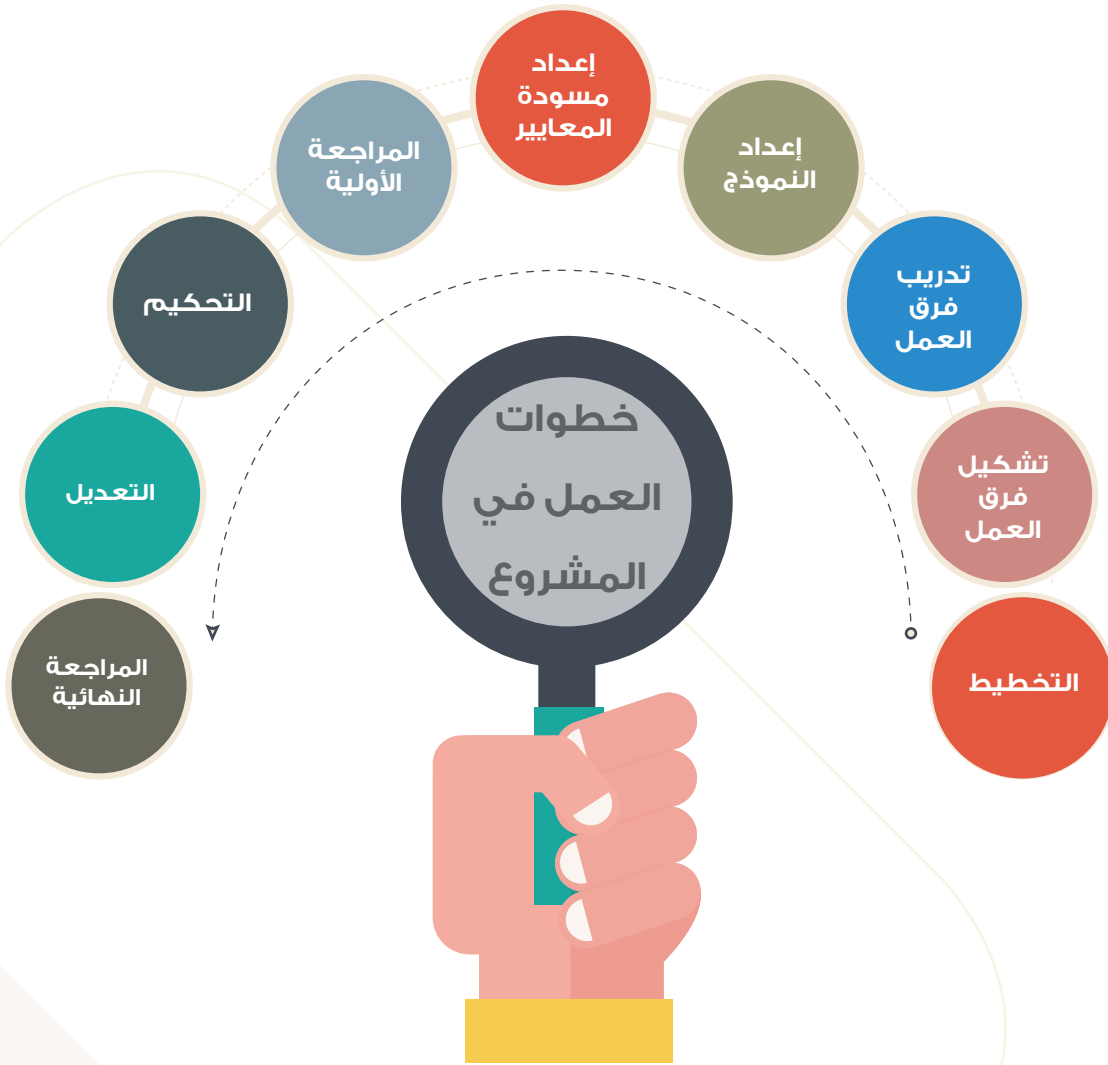 خطوات
العمل في
المشروع
التخطيط
تشكيل
فرق
العمل
تدريب
فرق
العمل
إعداد
النموذج
إعداد
مسودة
المعايير
المراجعة
الأولية
التحكيم
التعديل
المراجعة
النهائية